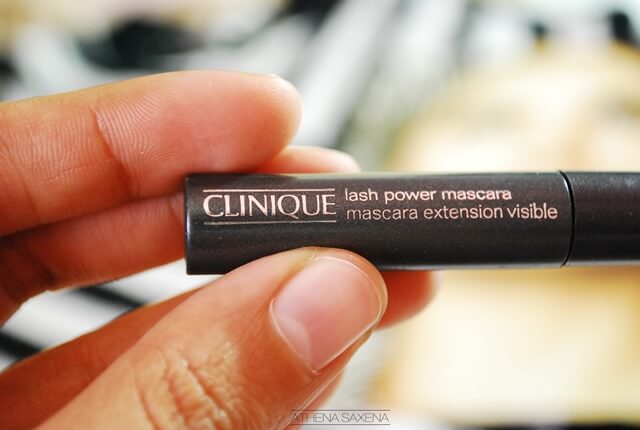 CLINIQUE
lash power mascara
mascara extension visible
ATHENA SAXENA